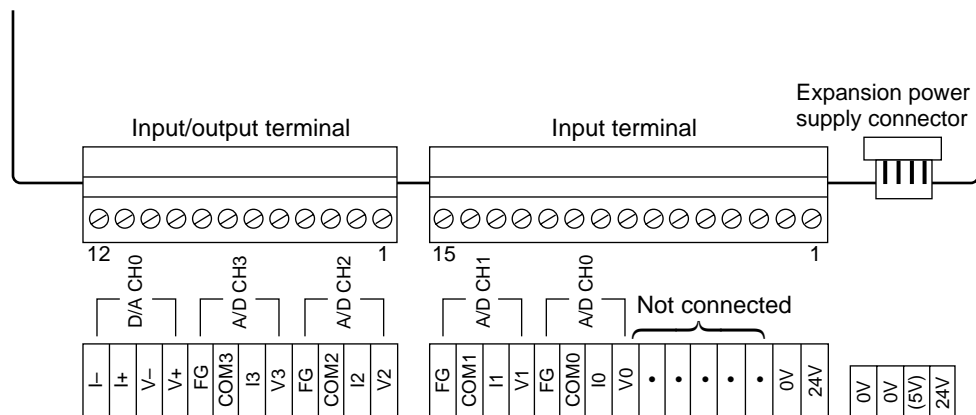 Expansion power
supply connector
Input/output terminal
Input terminal
12
1
15
1
D/A CH0
A/D CH3
A/D CH2
A/D CH1
A/D CH0
Not connected
I– I+ V– V+ FG COM3 I3 V3 FG COM2 I2 V2
FG COM1 I1 V1 FG COM0 I0 V0 • • • • • 0V 24V
0V 0V (5V) 24V